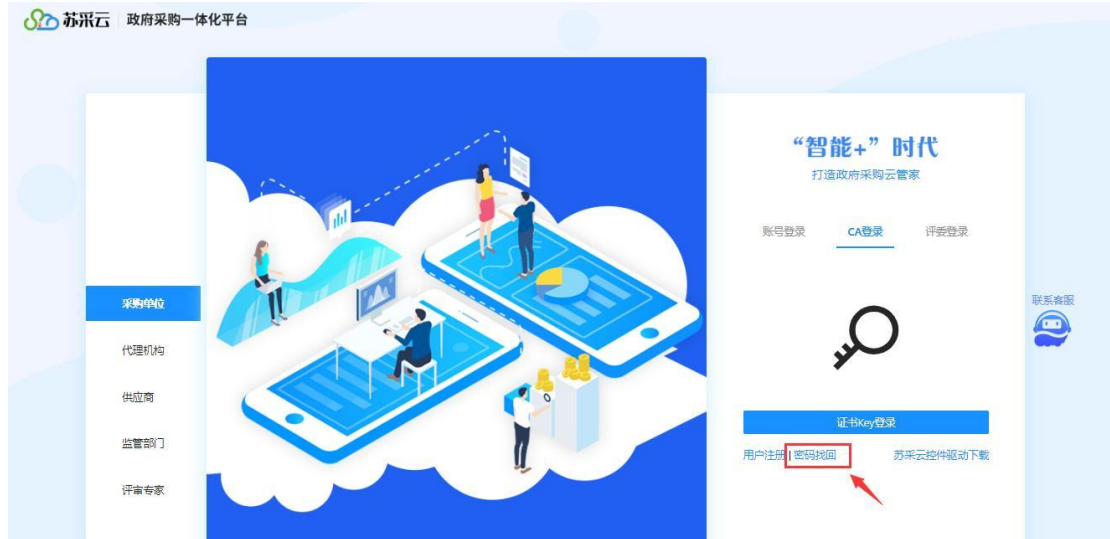 苏采云 政府采购一体化平台
“智能+”时代
打造政府采购云管家
账号登录 CA登录 评委登录
采购单位
代理机构
供应商
监管部门
评审专家
联系客服
证书Key登录
用户注册 | 密码找回 苏采云控件驱动下载